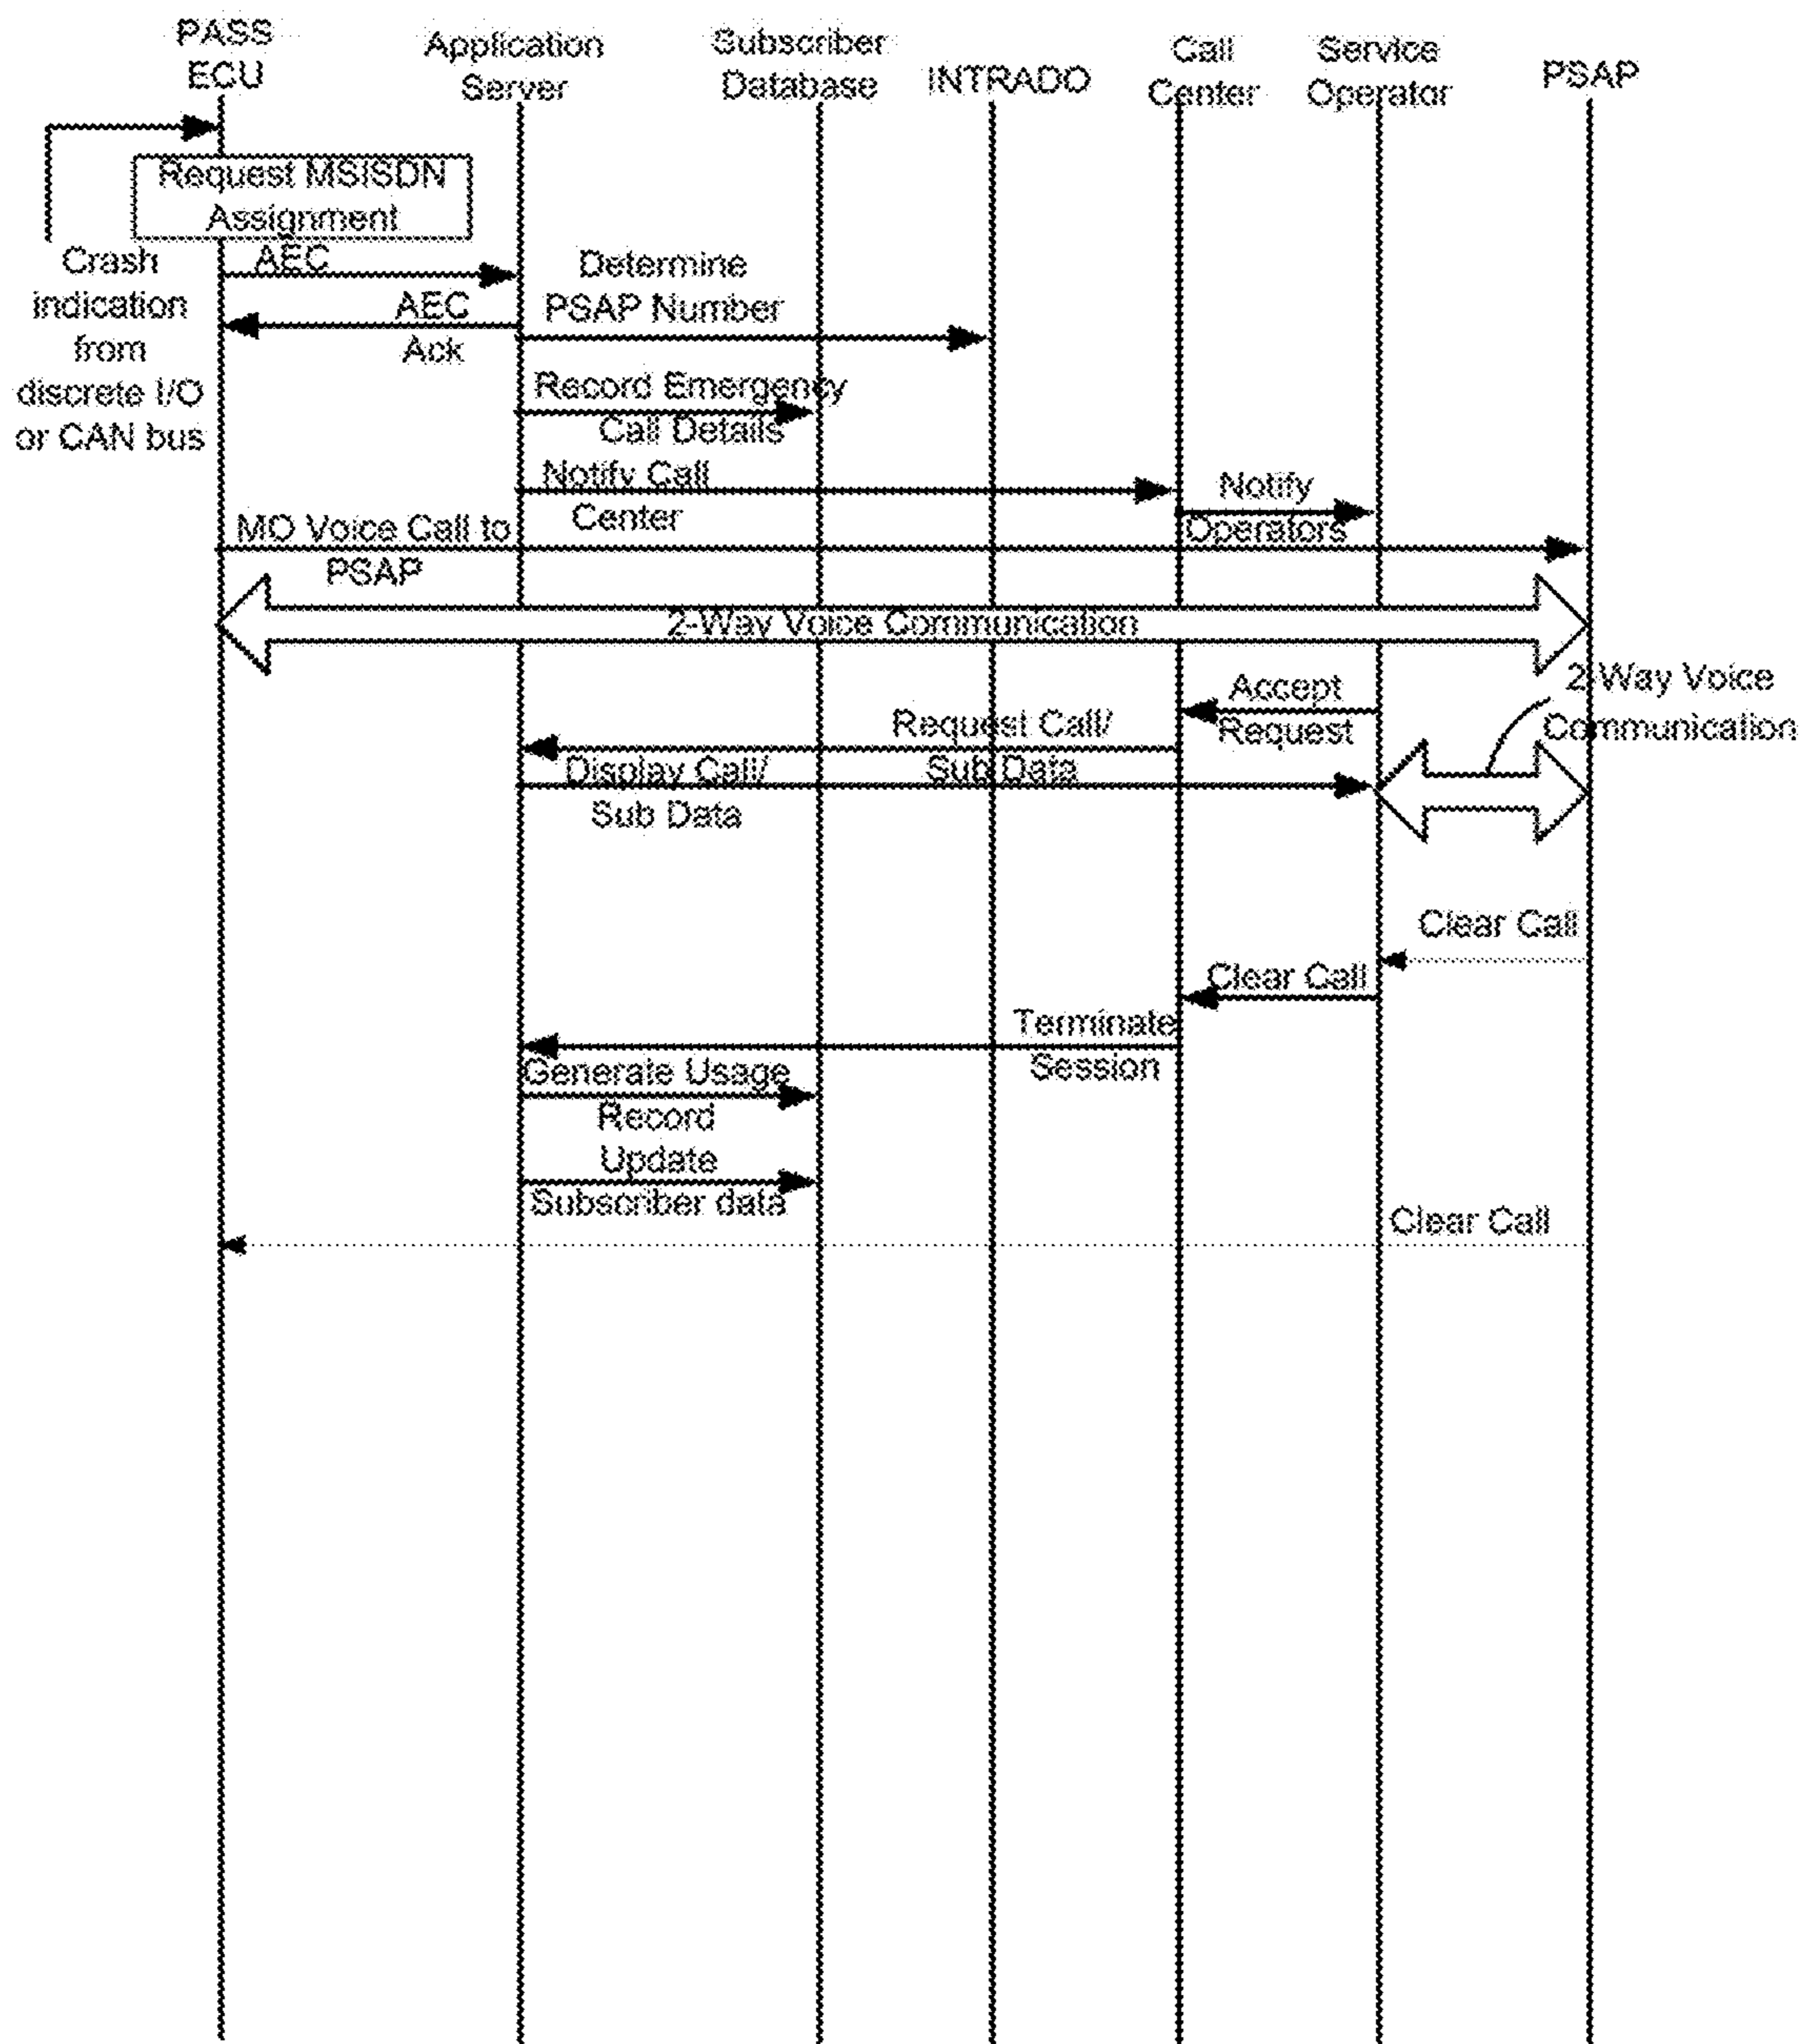 PASS
ECU
Application
Server
Subscriber
Database
INTRADO
Call
Center
Service
Operator
PSAP
Request MSISDN
Assignment
Crash
indication
from
discrete I/O
or CAN bus
AEC
AEC
Ack
Determine
PSAP Number
Record Emergency
Call Details
Notify Call
Center
Notify
Operators
MO Voice Call to
PSAP
2-Way Voice Communication
2-Way Voice
Communication
Accept
Request
Request Call/
Sub Data
Display Call/
Sub Data
Clear Call
Clear Call
Terminate
Session
Generate Usage
Record
Update
Subscriber data
Clear Call